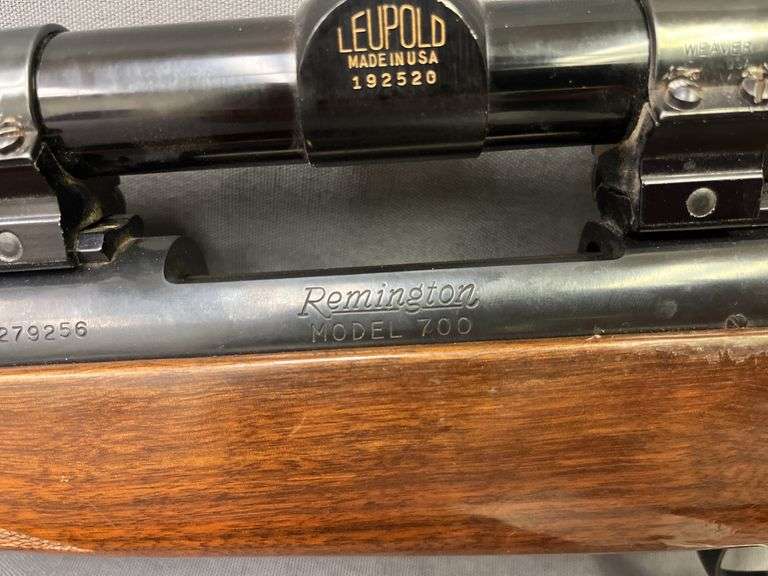 LEUPOLD
MADE IN USA
192520
WEAVER
Remington
MODEL 700
279256